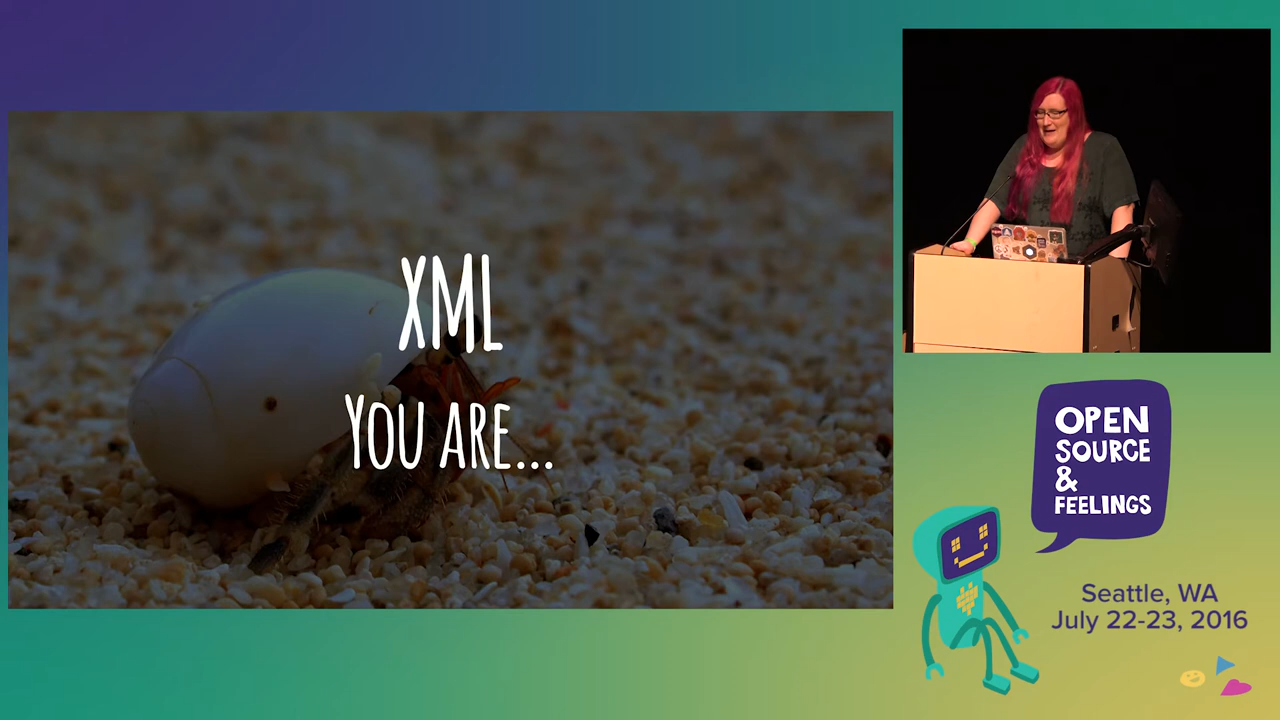 XML
YOU ARE...
OPEN
SOURCE
&
FEELINGS
Seattle, WA
July 22-23, 2016